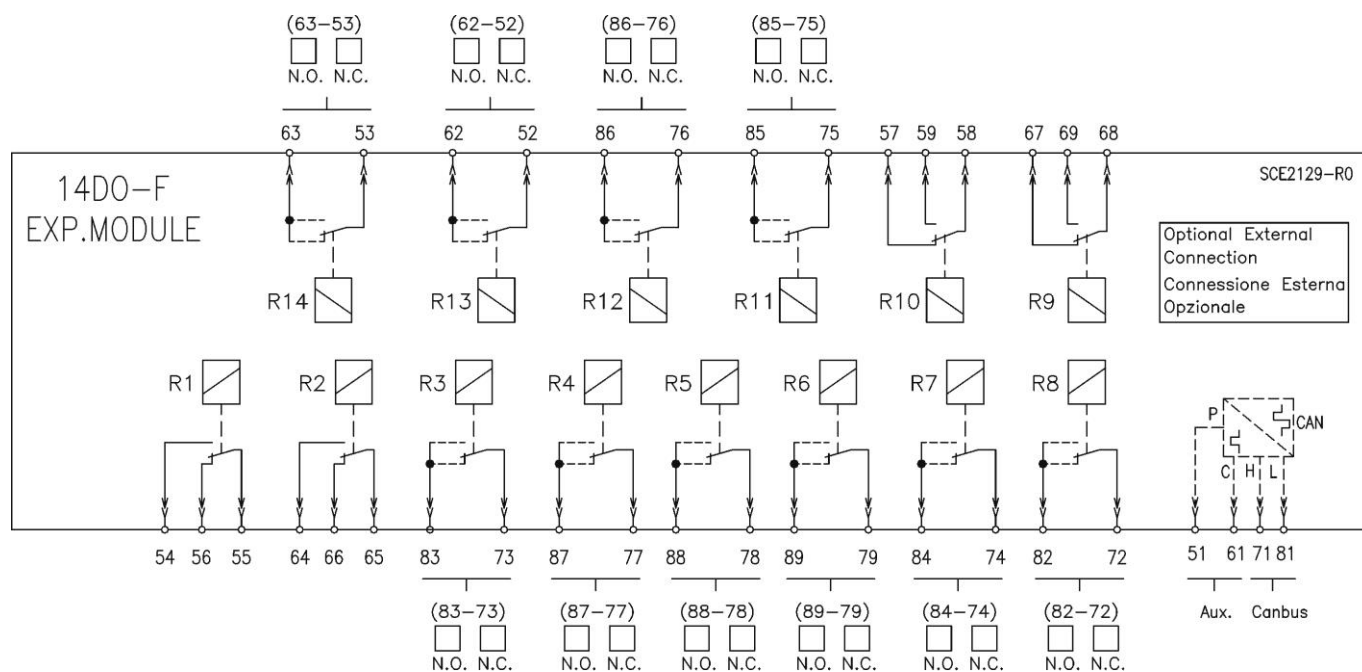 (63-53) (62-52) (86-76) (85-75)
N.O. N.C. N.O. N.C. N.O. N.C. N.O. N.C.
63 53 62 52 86 76 85 75 57 59 58 67 69 68
14DO-F
EXP.MODULE
SCE2129-R0
Optional External
Connection
Connessione Esterna
Opzionale
R14 R13 R12 R11 R10 R9
R1 R2 R3 R4 R5 R6 R7 R8
P CAN
C H L
54 56 55 64 66 65 83 73 87 77 88 78 89 79 84 74 82 72 51 61 71 81
(83-73) (87-77) (88-78) (89-79) (84-74) (82-72) Aux. Canbus
N.O. N.C. N.O. N.C. N.O. N.C. N.O. N.C. N.O. N.C. N.O. N.C.